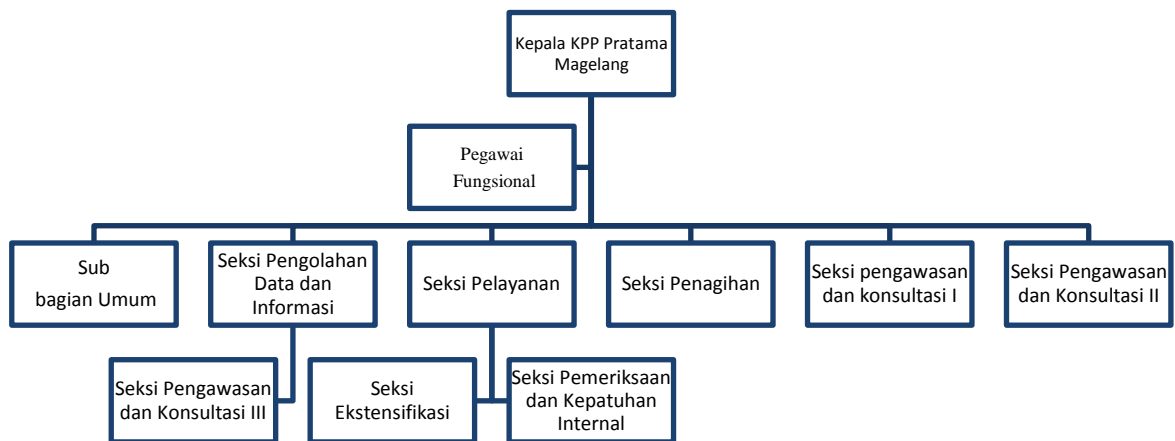 Kepala KPP Pratama
Magelang
Pegawai
Fungsional
Sub
bagian Umum
Seksi Pengolahan
Data dan
Informasi
Seksi Pelayanan
Seksi Penagihan
Seksi pengawasan
dan konsultasi I
Seksi Pengawasan
dan Konsultasi II
Seksi Pengawasan
dan Konsultasi III
Seksi
Ekstensifikasi
Seksi Pemeriksaan
dan Kepatuhan
Internal